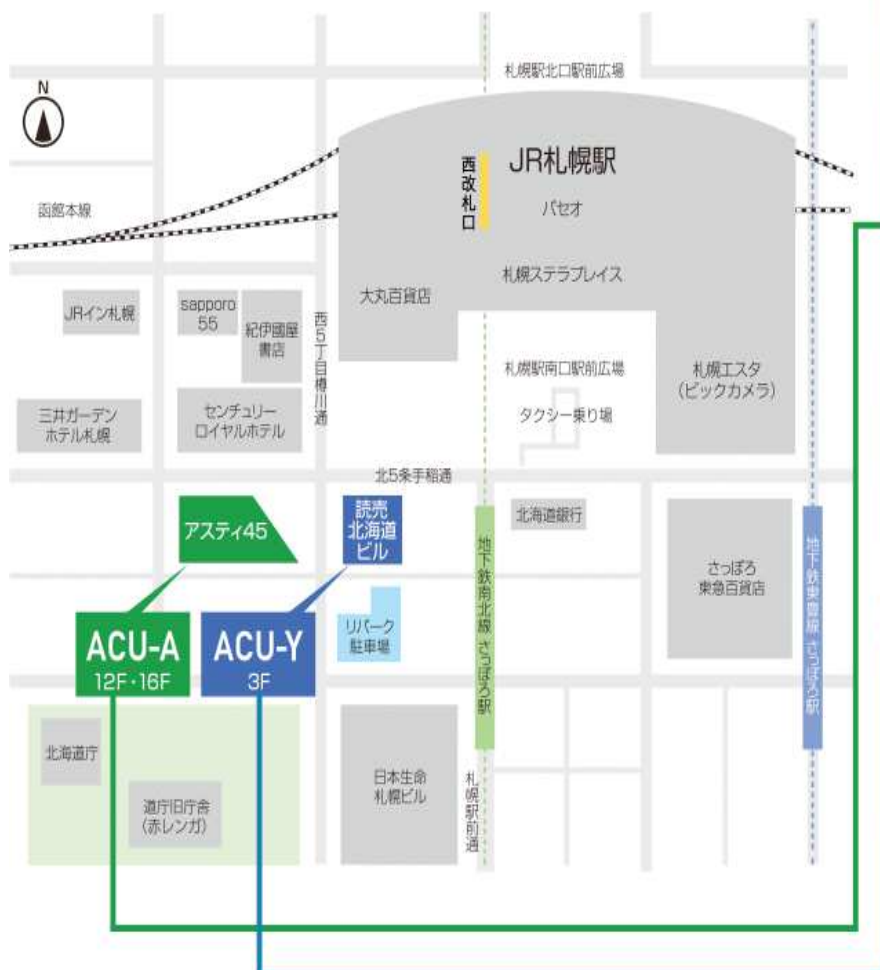 札幌駅北口駅前広場
N
JR札幌駅
西改札口
パセオ
函館本線
札幌ステラプレイス
大丸百貨店
JRイン札幌
sapporo
55
紀伊國屋
書店
西5丁目樽川通
札幌駅南口駅前広場
札幌エスタ
(ビックカメラ)
タクシー乗り場
三井ガーデン
ホテル札幌
センチュリー
ロイヤルホテル
北5条手稲通
アスティ45
読売
北海道
ビル
北海道銀行
地下鉄南北線 さっぽろ駅
さっぽろ
東急百貨店
地下鉄東豊線 さっぽろ駅
ACU-A
12F・16F
ACU-Y
3F
リパーク
駐車場
北海道庁
道庁旧庁舎
(赤レンガ)
日本生命
札幌ビル
札幌駅前通